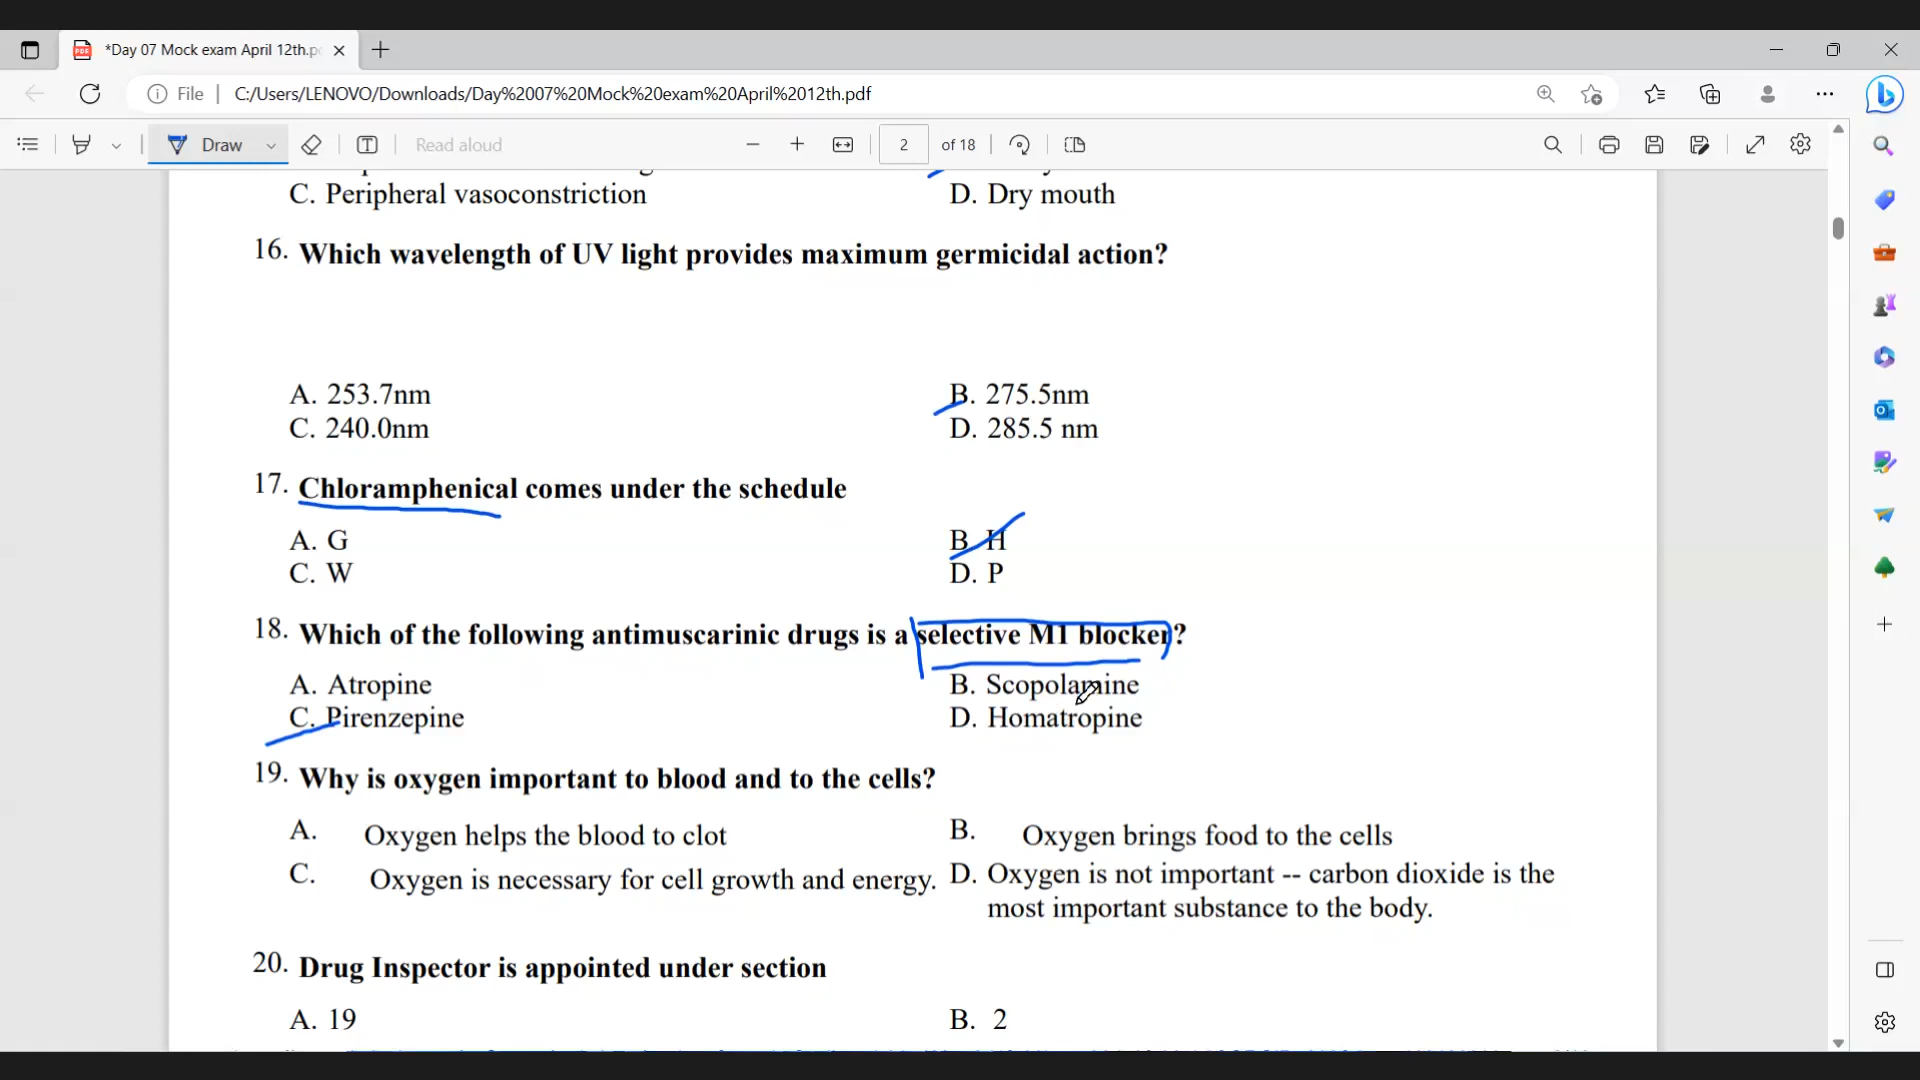 *Day 07 Mock exam April 12th.p
File
C:/Users/LENOVO/Downloads/Day%2007%20Mock%20exam%20April%2012th.pdf
Draw
Read aloud
2
of 18
C. Peripheral vasoconstriction
D. Dry mouth
16. Which wavelength of UV light provides maximum germicidal action?
A. 253.7nm
B. 275.5nm
C. 240.0nm
D. 285.5 nm
17. Chloramphenical comes under the schedule
A. G
B. H
C. W
D. P
18. Which of the following antimuscarinic drugs is a selective M1 blocker?
A. Atropine
B. Scopolamine
C. Pirenzepine
D. Homatropine
19. Why is oxygen important to blood and to the cells?
A. Oxygen helps the blood to clot
B. Oxygen brings food to the cells
C. Oxygen is necessary for cell growth and energy.
D. Oxygen is not important -- carbon dioxide is the
most important substance to the body.
20. Drug Inspector is appointed under section
A. 19
B. 2